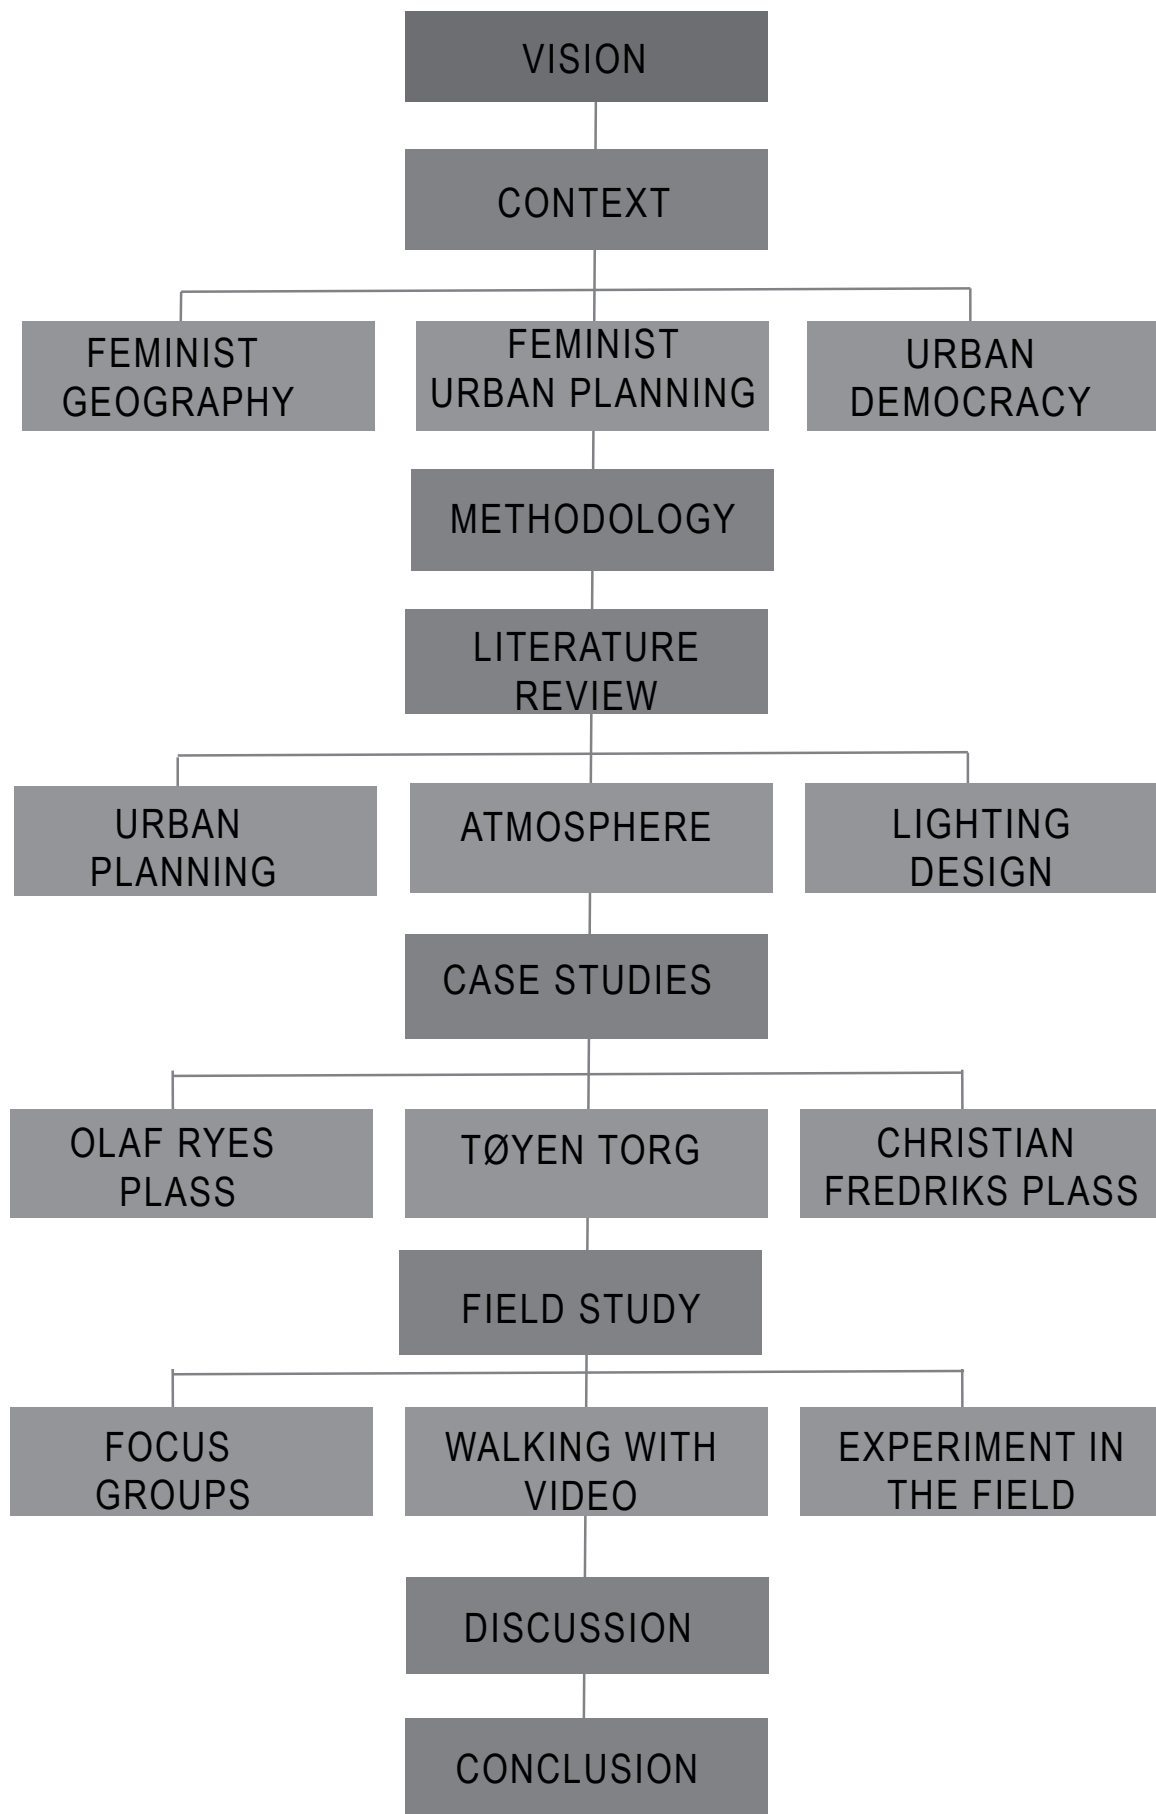 VISION
CONTEXT
FEMINIST
GEOGRAPHY
FEMINIST
URBAN PLANNING
URBAN
DEMOCRACY
METHODOLOGY
LITERATURE
REVIEW
URBAN
PLANNING
ATMOSPHERE
LIGHTING
DESIGN
CASE STUDIES
OLAF RYES
PLASS
TØYEN TORG
CHRISTIAN
FREDRIKS PLASS
FIELD STUDY
FOCUS
GROUPS
WALKING WITH
VIDEO
EXPERIMENT IN
THE FIELD
DISCUSSION
CONCLUSION